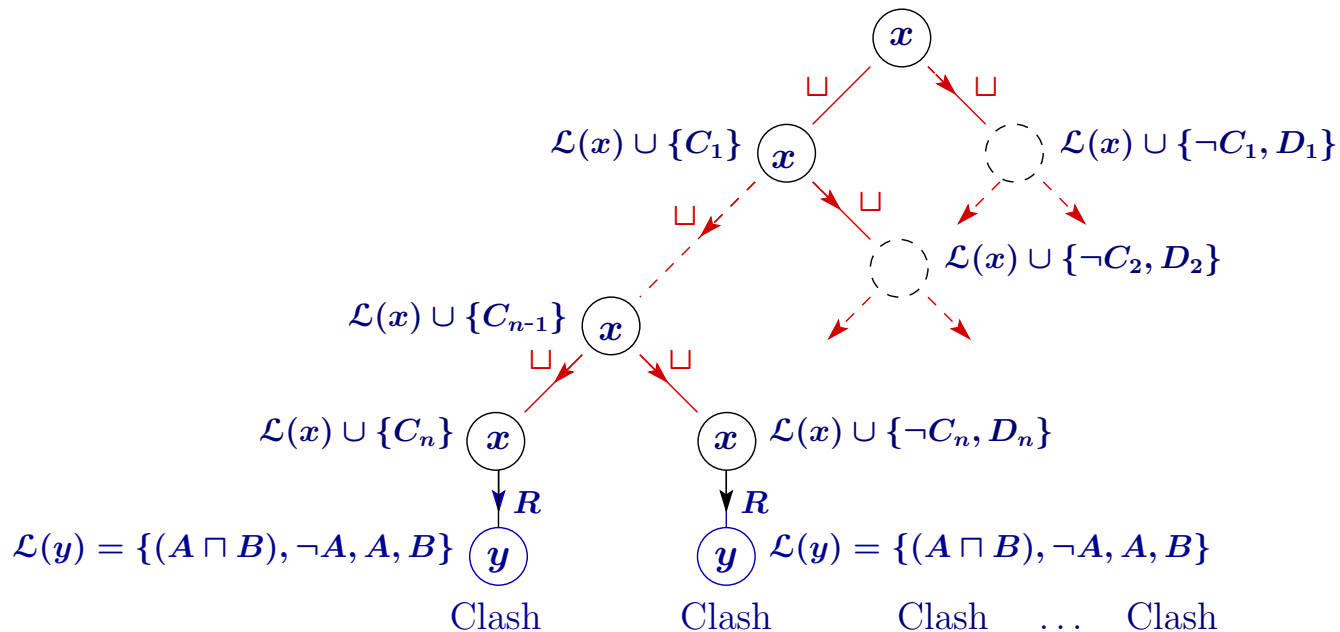 x
⊔ ⊔
ℒ(x) ∪ {C₁} x ℒ(x) ∪ {¬C₁, D₁}
⊔ ⊔
ℒ(x) ∪ {¬C₂, D₂}
ℒ(x) ∪ {Cₙ₋₁} x
⊔ ⊔
ℒ(x) ∪ {Cₙ} x x ℒ(x) ∪ {¬Cₙ, Dₙ}
R R
ℒ(y) = {(A ⊓ B), ¬A, A, B} y y ℒ(y) = {(A ⊓ B), ¬A, A, B}
Clash Clash Clash ... Clash